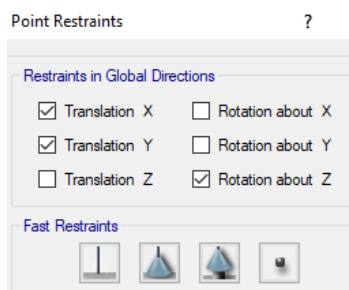 Point Restraints ?
Restraints in Global Directions
Translation X Rotation about X
Translation Y Rotation about Y
Translation Z Rotation about Z
Fast Restraints